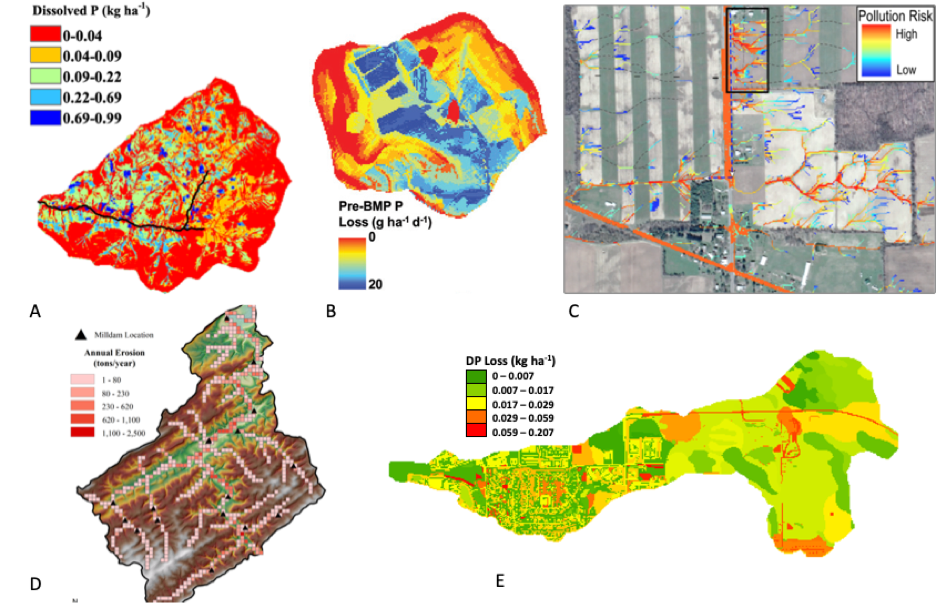 Dissolved P (kg ha-1)
0-0.04
0.04-0.09
0.09-0.22
0.22-0.69
0.69-0.99
A
Pre-BMP P
Loss (g ha-1 d-1)
0
20
B
Pollution Risk
High
Low
C
Milldam Location
Annual Erosion
(tons/year)
1 - 80
80 - 230
230 - 620
620 - 1,100
1,100 - 2,500
D
N
DP Loss (kg ha-1)
0 – 0.007
0.007 – 0.017
0.017 – 0.029
0.029 – 0.059
0.059 – 0.207
E